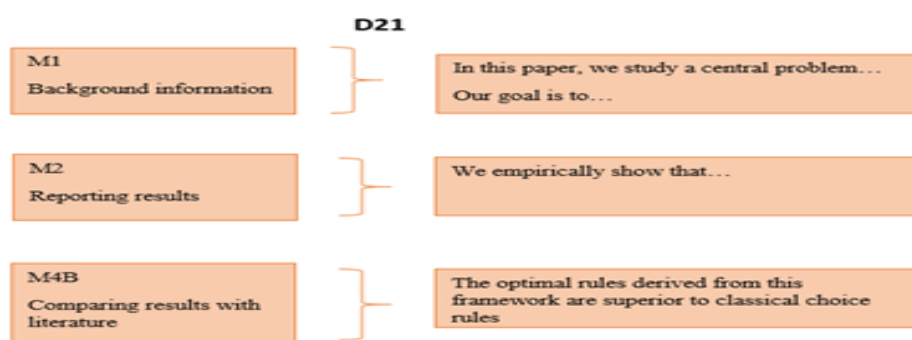 D21
M1
Background information
In this paper, we study a central problem…
Our goal is to…
M2
Reporting results
We empirically show that…
M4B
Comparing results with
literature
The optimal rules derived from this
framework are superior to classical choice
rules